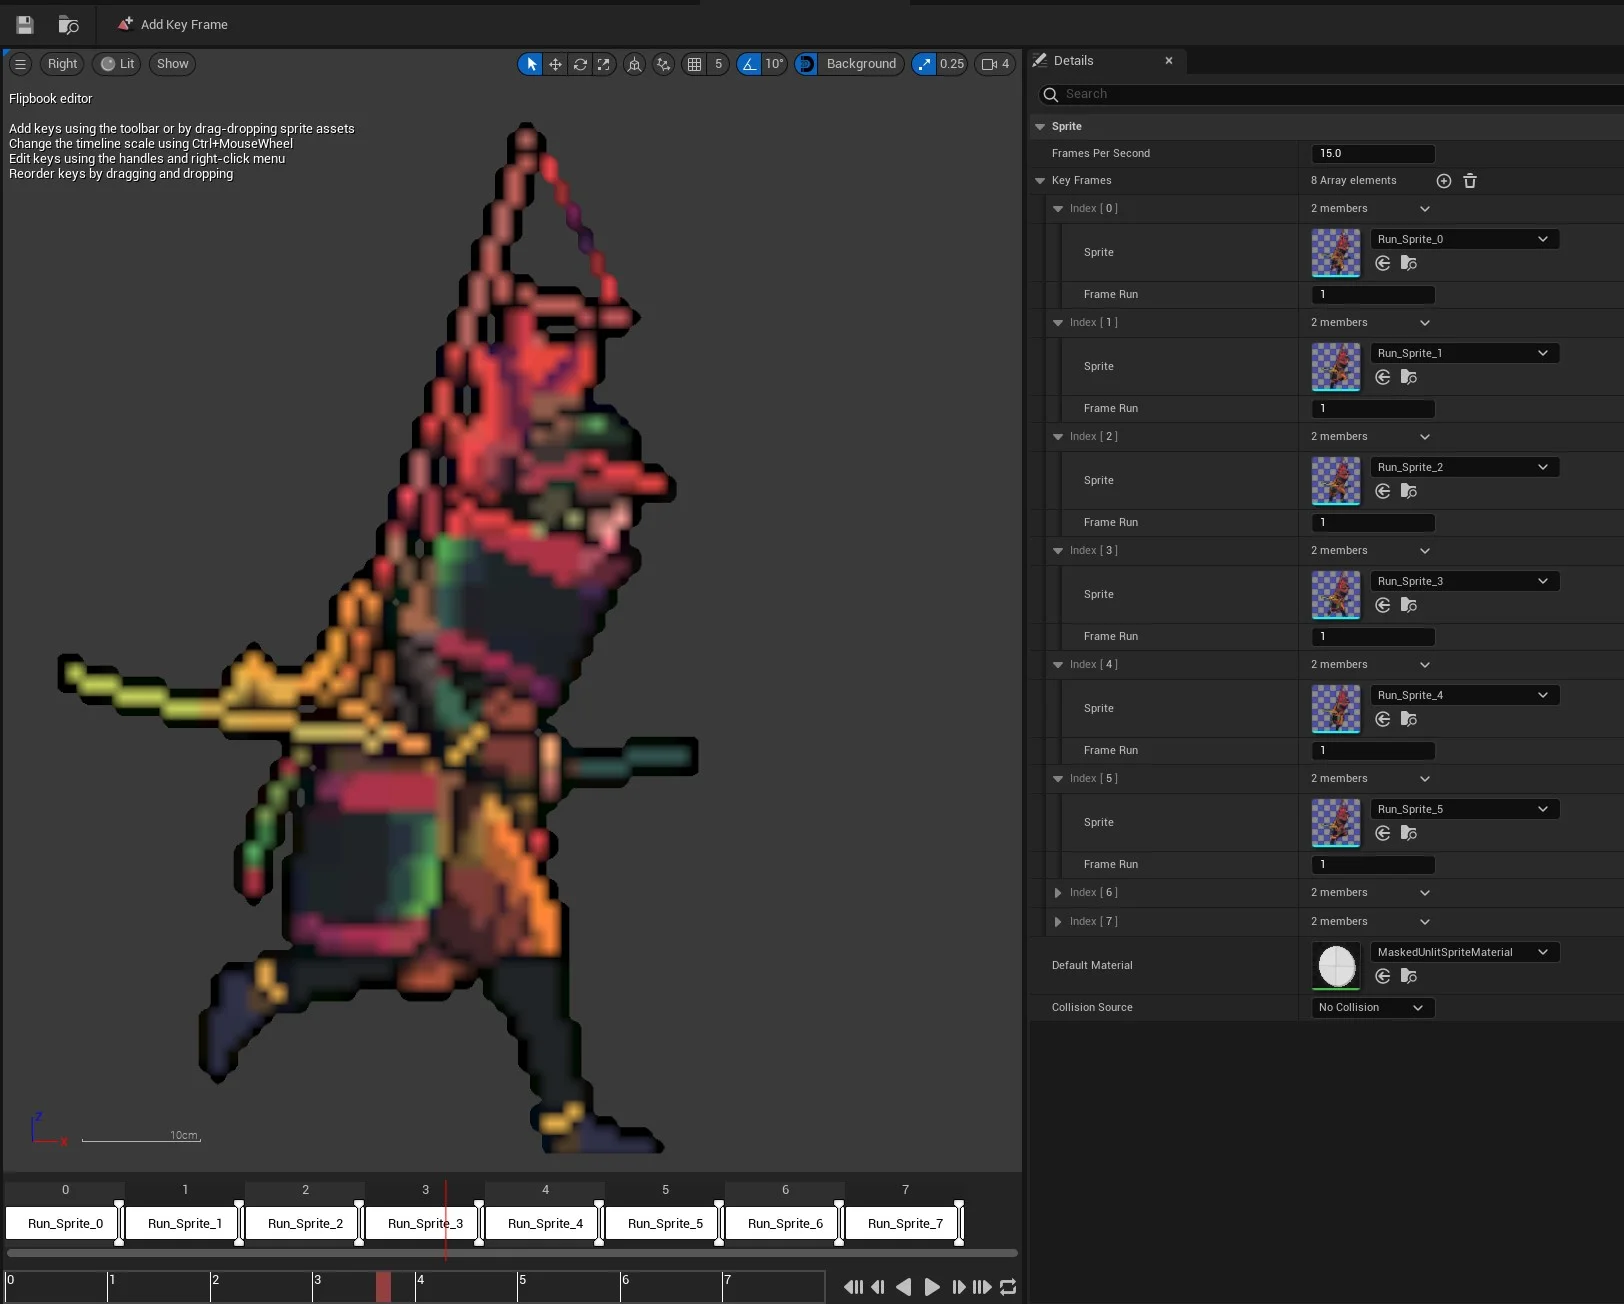 Add Key Frame
Right
Lit
Show
5
10°
Background
0.25
4
Flipbook editor
Add keys using the toolbar or by drag-dropping sprite assets
Change the timeline scale using Ctrl+MouseWheel
Edit keys using the handles and right-click menu
Reorder keys by dragging and dropping
Z
X
10cm
0 1 2 3 4 5 6 7
Run_Sprite_0 Run_Sprite_1 Run_Sprite_2 Run_Sprite_3 Run_Sprite_4 Run_Sprite_5 Run_Sprite_6 Run_Sprite_7
0 1 2 3 4 5 6 7
Details
Search
Sprite
Frames Per Second 15.0
Key Frames 8 Array elements
Index [ 0 ] 2 members
Sprite Run_Sprite_0
Frame Run 1
Index [ 1 ] 2 members
Sprite Run_Sprite_1
Frame Run 1
Index [ 2 ] 2 members
Sprite Run_Sprite_2
Frame Run 1
Index [ 3 ] 2 members
Sprite Run_Sprite_3
Frame Run 1
Index [ 4 ] 2 members
Sprite Run_Sprite_4
Frame Run 1
Index [ 5 ] 2 members
Sprite Run_Sprite_5
Frame Run 1
Index [ 6 ] 2 members
Index [ 7 ] 2 members
Default Material MaskedUnlitSpriteMaterial
Collision Source No Collision